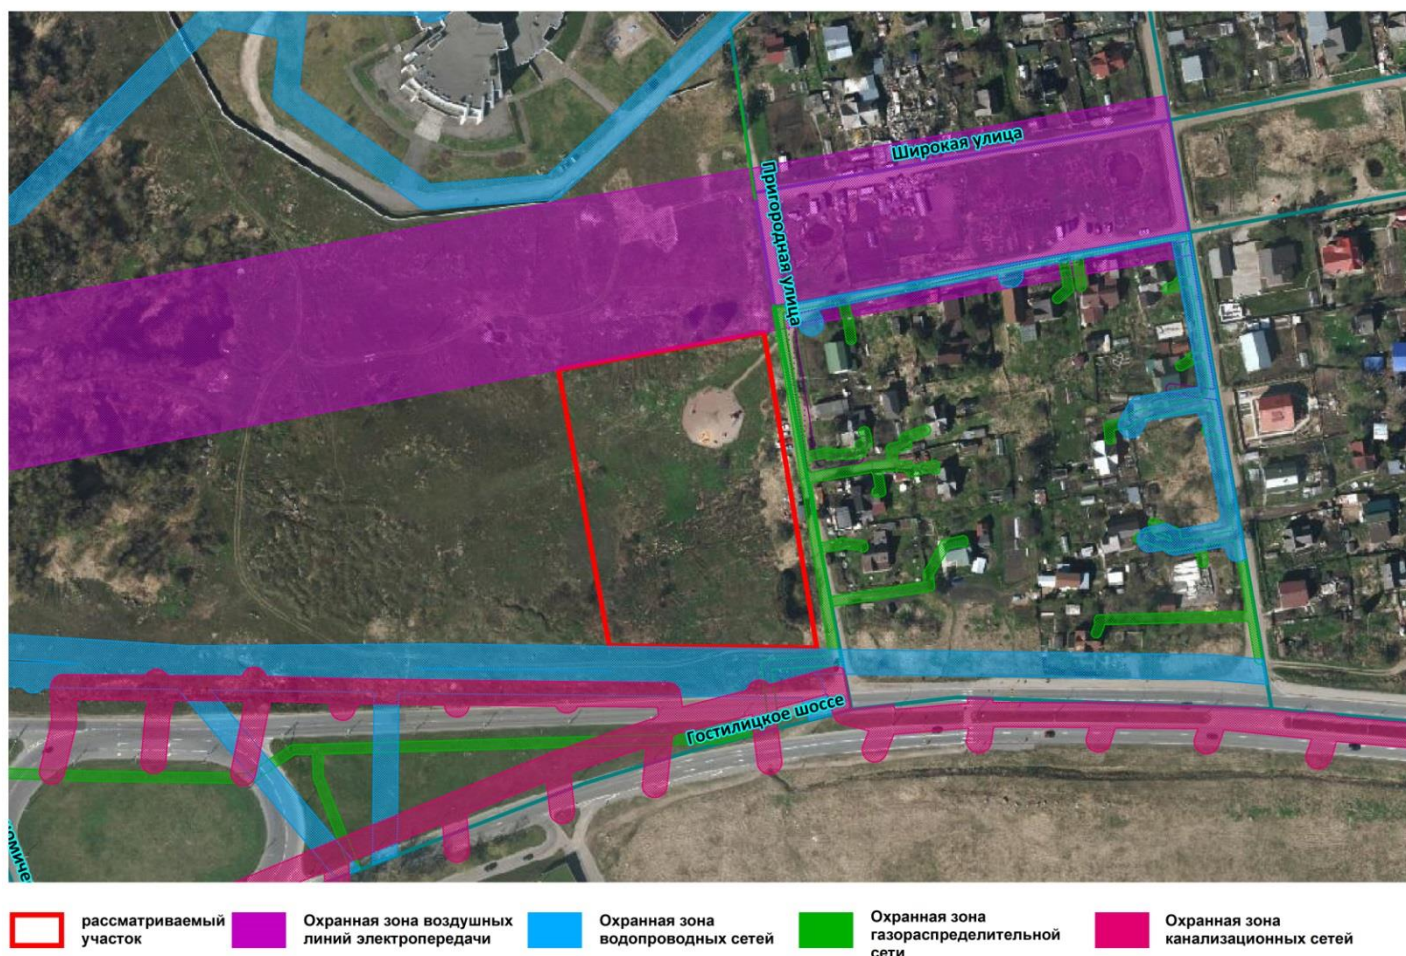 Широкая улица
Пригородная улица
Гостилицкое шоссе
рассматриваемый
участок
Охранная зона воздушных
линий электропередачи
Охранная зона
водопроводных сетей
Охранная зона
газораспределительной
сети
Охранная зона
канализационных сетей